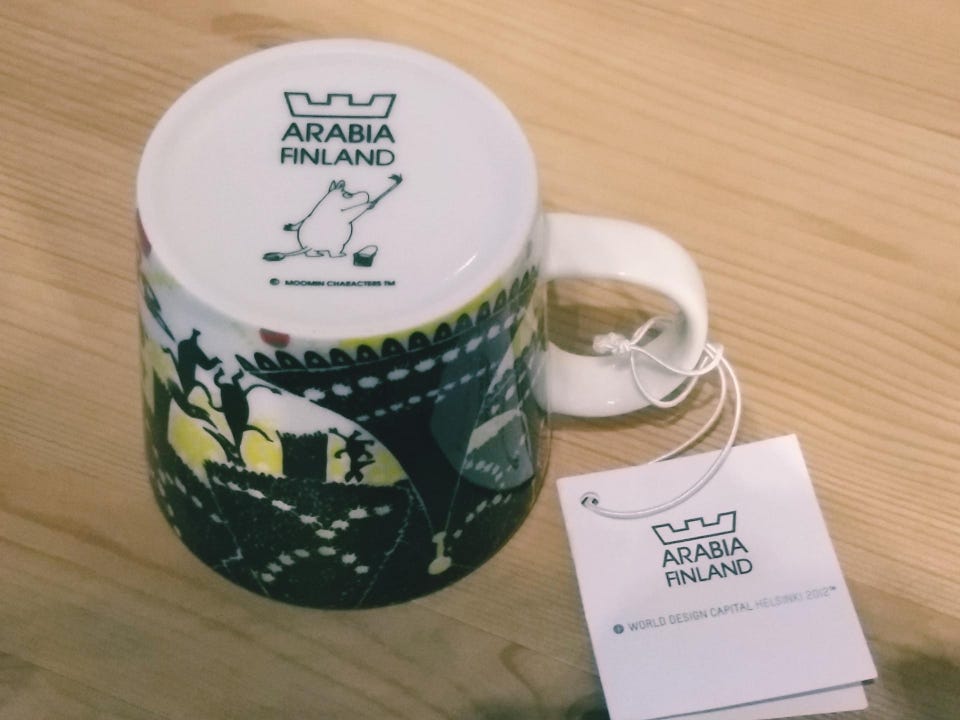 ARABIA
FINLAND
© MOOMIN CHARACTERS TM
ARABIA
FINLAND
WORLD DESIGN CAPITAL HELSINKI 2012™